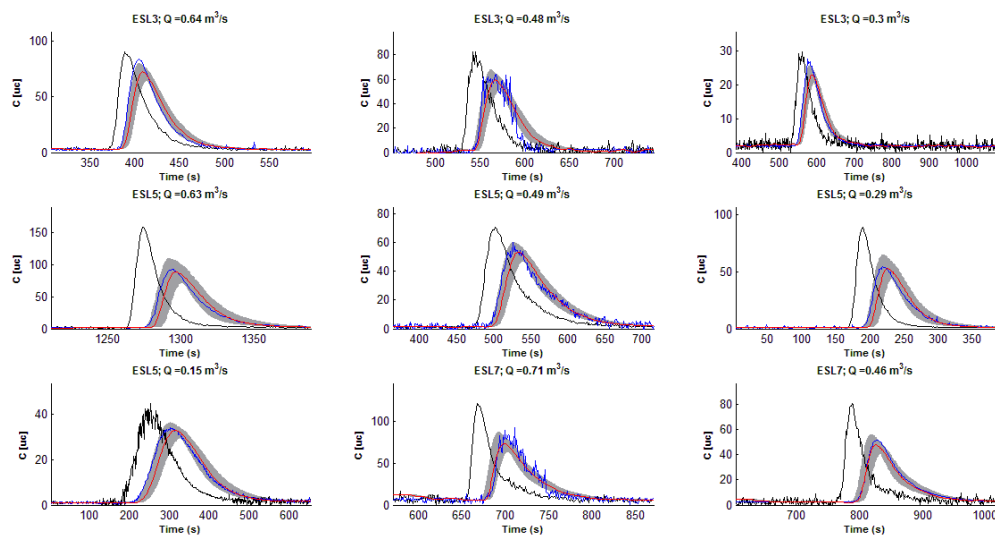 ESL3; Q =0.64 m³/s
ESL3; Q =0.48 m³/s
ESL3; Q =0.3 m³/s
C [uc]
100
50
0
350 400 450 500 550
Time (s)
C [uc]
80
60
40
20
0
500 550 600 650 700
Time (s)
C [uc]
30
20
10
0
400 500 600 700 800 900 1000
Time (s)
ESL5; Q =0.63 m³/s
ESL5; Q =0.49 m³/s
ESL5; Q =0.29 m³/s
C [uc]
150
100
50
0
1250 1300 1350
Time (s)
C [uc]
80
60
40
20
0
400 450 500 550 600 650 700
Time (s)
C [uc]
100
50
0
50 100 150 200 250 300 350
Time (s)
ESL5; Q =0.15 m³/s
ESL7; Q =0.71 m³/s
ESL7; Q =0.46 m³/s
C [uc]
40
20
0
100 200 300 400 500 600
Time (s)
C [uc]
100
50
0
600 650 700 750 800 850
Time (s)
C [uc]
80
60
40
20
0
700 800 900 1000
Time (s)